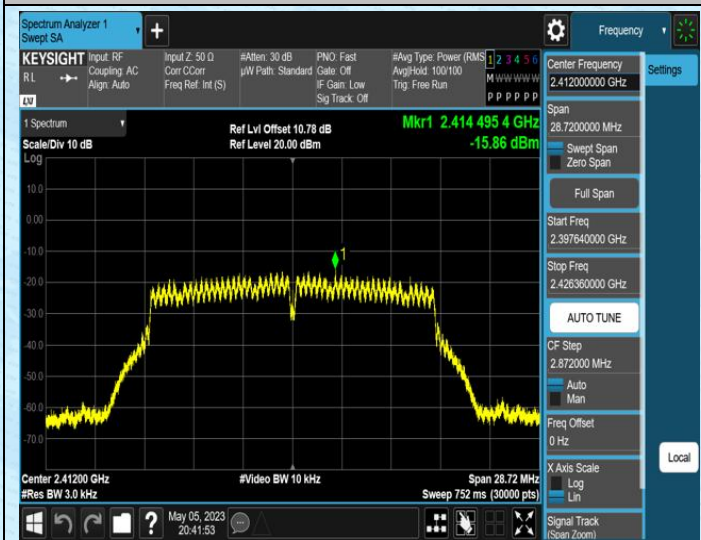 Spectrum Analyzer 1
Swept SA
+
Frequency
KEYSIGHT
RL
Input: RF
Coupling: AC
Align: Auto
Input Z: 50 Ω
Corr CCorr
Freq Ref: Int (S)
#Atten: 30 dB
µW Path: Standard
PNO: Fast
Gate: Off
IF Gain: Low
Sig Track: Off
#Avg Type: Power (RMS
Avg|Hold: 100/100
Trig: Free Run
1 2 3 4 5 6
M W W W W W
P P P P P P
1 Spectrum
Scale/Div 10 dB
Ref Lvl Offset 10.78 dB
Ref Level 20.00 dBm
Mkr1 2.414 495 4 GHz
-15.86 dBm
Log
10.0
0.00
-10.0
-20.0
-30.0
-40.0
-50.0
-60.0
-70.0
1
Center 2.41200 GHz
#Res BW 3.0 kHz
#Video BW 10 kHz
Span 28.72 MHz
Sweep 752 ms (30000 pts)
Center Frequency
2.412000000 GHz
Settings
Span
28.7200000 MHz
Swept Span
Zero Span
Full Span
Start Freq
2.397640000 GHz
Stop Freq
2.426360000 GHz
AUTO TUNE
CF Step
2.872000 MHz
Auto
Man
Freq Offset
0 Hz
X Axis Scale
Log
Lin
Local
Signal Track
(Span Zoom)
?
May 05, 2023
20:41:53